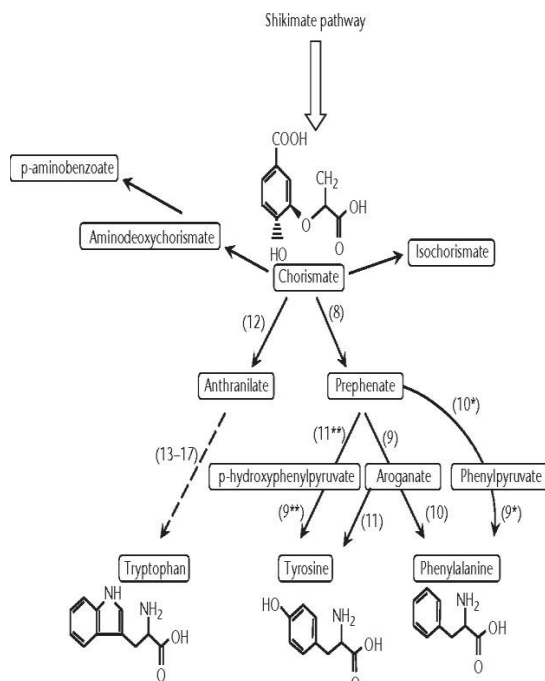 Shikimate pathway
COOH
CH2
OH
O
O
HO
p-aminobenzoate
Aminodeoxychorismate
Isochorismate
Chorismate
(12)
(8)
Anthranilate
Prephenate
(10*)
(11**)
(9)
(13–17)
p-hydroxyphenylpyruvate
Aroganate
Phenylpyruvate
(9**)
(11)
(10)
(9*)
Tryptophan
Tyrosine
Phenylalanine
NH
NH2
OH
O
HO
NH2
OH
O
NH2
OH
O